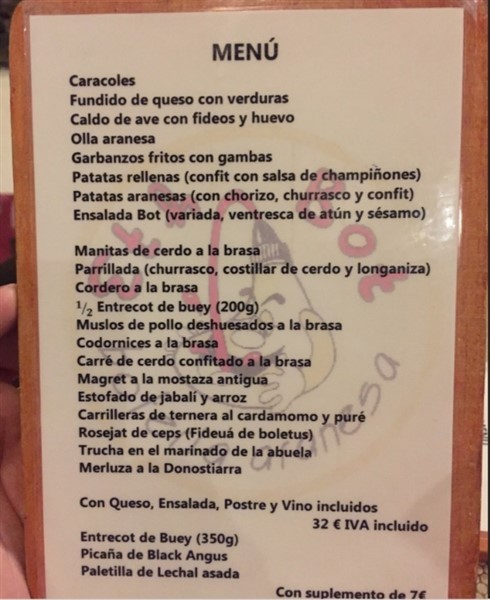 MENÚ
Caracoles
Fundido de queso con verduras
Caldo de ave con fideos y huevo
Olla aranesa
Garbanzos fritos con gambas
Patatas rellenas (confit con salsa de champiñones)
Patatas aranesas (con chorizo, churrasco y confit)
Ensalada Bot (variada, ventresca de atún y sésamo)
Manitas de cerdo a la brasa
Parrillada (churrasco, costillar de cerdo y longaniza)
Cordero a la brasa
1/2 Entrecot de buey (200g)
Muslos de pollo deshuesados a la brasa
Codornices a la brasa
Carré de cerdo confitado a la brasa
Magret a la mostaza antigua
Estofado de jabalí y arroz
Carrilleras de ternera al cardamomo y puré
Rosejat de ceps (Fideuá de boletus)
Trucha en el marinado de la abuela
Merluza a la Donostiarra
Con Queso, Ensalada, Postre y Vino incluidos
32 € IVA incluido
Entrecot de Buey (350g)
Picaña de Black Angus
Paletilla de Lechal asada
Con suplemento de 7€